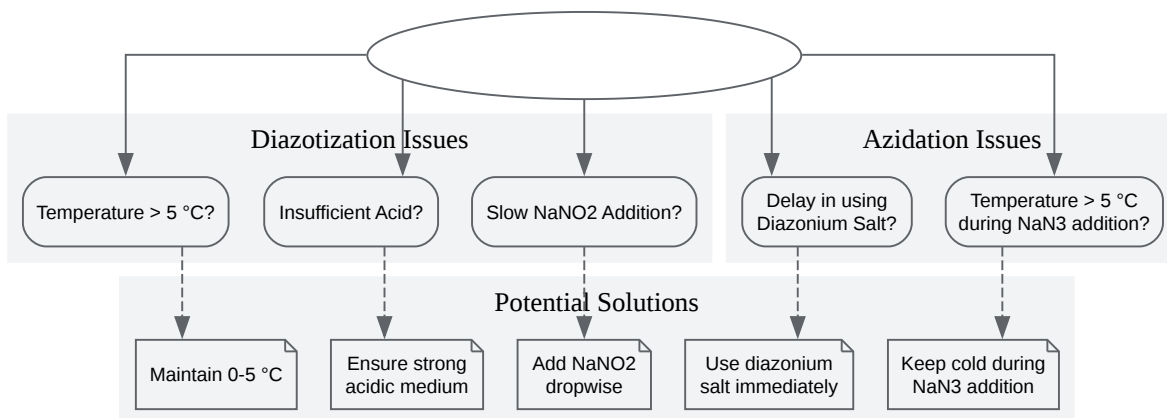 Diazotization Issues
Azidation Issues
Temperature > 5 °C?
Insufficient Acid?
Slow NaNO2 Addition?
Delay in using
Diazonium Salt?
Temperature > 5 °C
during NaN3 addition?
Potential Solutions
Maintain 0-5 °C
Ensure strong
acidic medium
Add NaNO2
dropwise
Use diazonium
salt immediately
Keep cold during
NaN3 addition